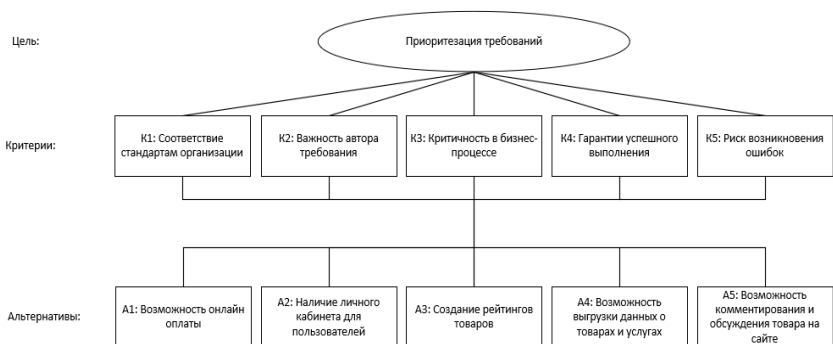 Цель:
Приоритезация требований
Критерии:
К1: Соответствие
стандартам организации
К2: Важность автора
требования
К3: Критичность в бизнес-
процессе
К4: Гарантии успешного
выполнения
К5: Риск возникновения
ошибок
Альтернативы:
А1: Возможность онлайн
оплаты
А2: Наличие личного
кабинета для
пользователей
А3: Создание рейтингов
товаров
А4: Возможность
выгрузки данных о
товарах и услугах
А5: Возможность
комментирования и
обсуждения товара на
сайте